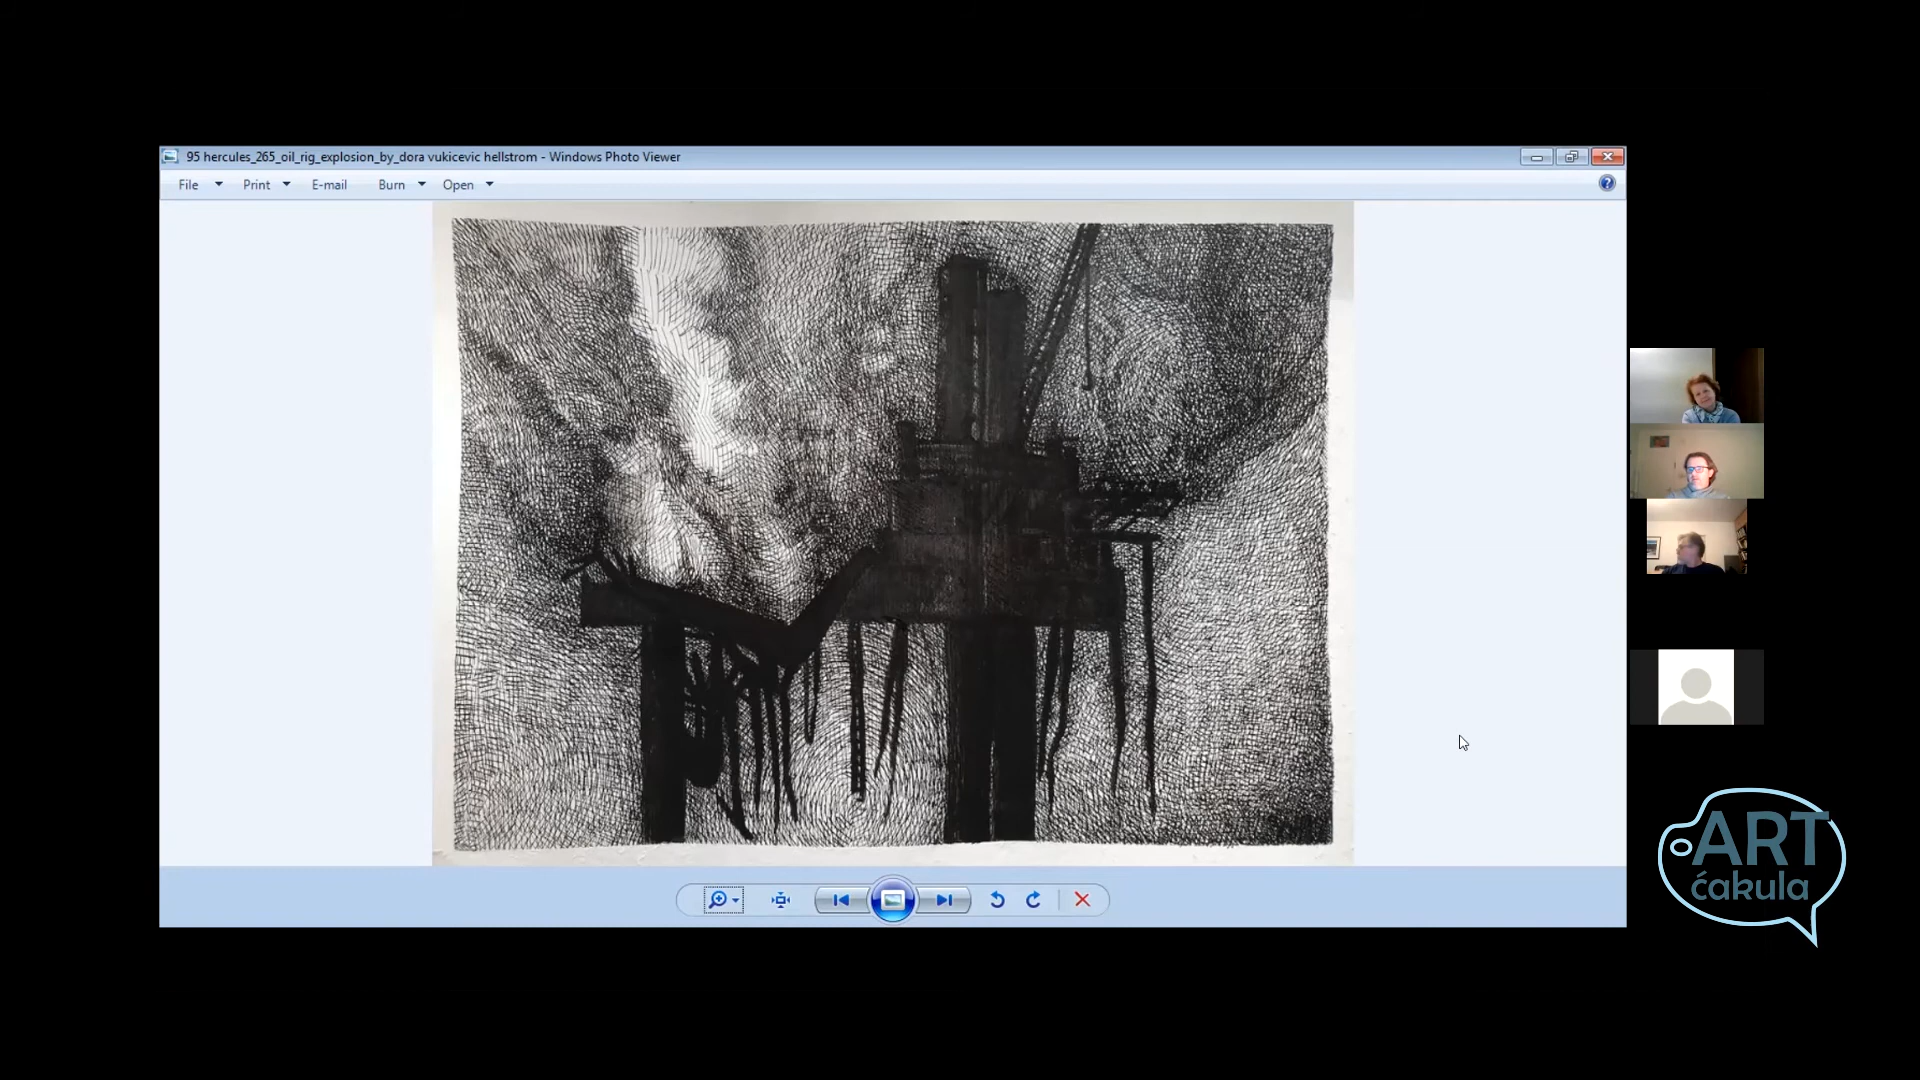 95 hercules_265_oil_rig_explosion_by_dora vukicevic hellstrom - Windows Photo Viewer
File Print E-mail Burn Open
ART
ćakula